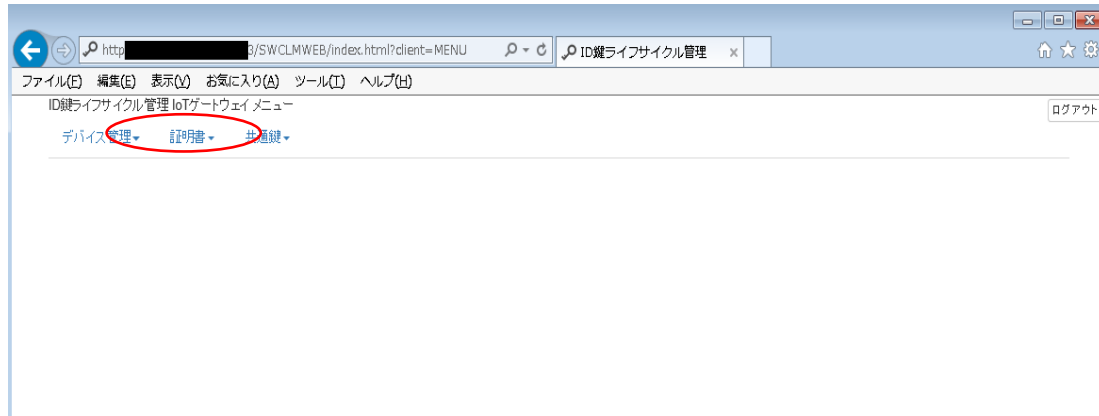 http 3/SWCLMWEB/index.html?client=MENU ID鍵ライフサイクル管理
ファイル(F) 編集(E) 表示(V) お気に入り(A) ツール(T) ヘルプ(H)
ID鍵ライフサイクル管理 IoTゲートウェイ メニュー ログアウト
デバイス管理 証明書 共通鍵